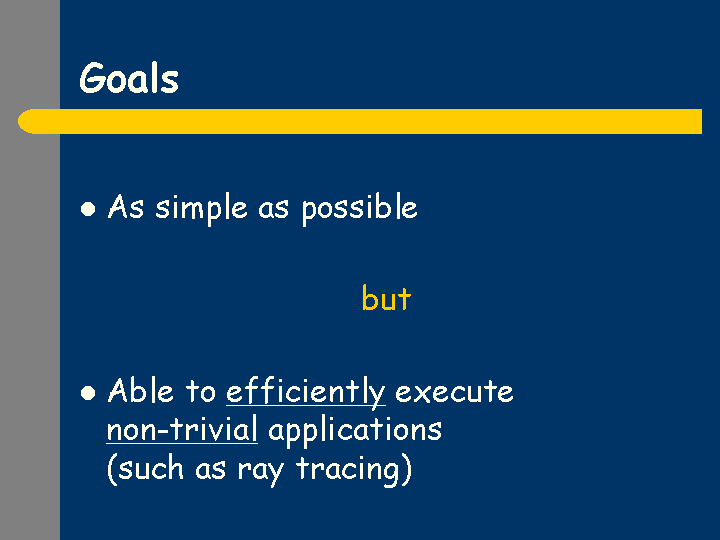 Goals
● As simple as possible
but
● Able to efficiently execute
non-trivial applications
(such as ray tracing)